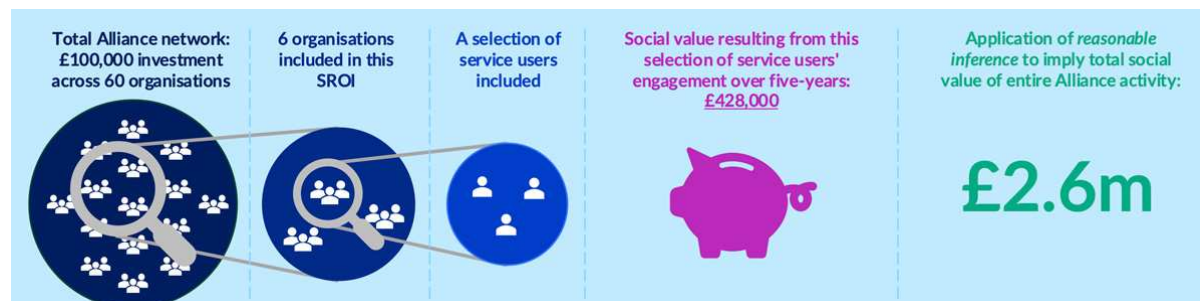 Total Alliance network:
£100,000 investment
across 60 organisations
6 organisations
included in this
SROI
A selection of
service users
included
Social value resulting from this
selection of service users'
engagement over five-years:
£428,000
Application of reasonable
inference to imply total social
value of entire Alliance activity:
£2.6m